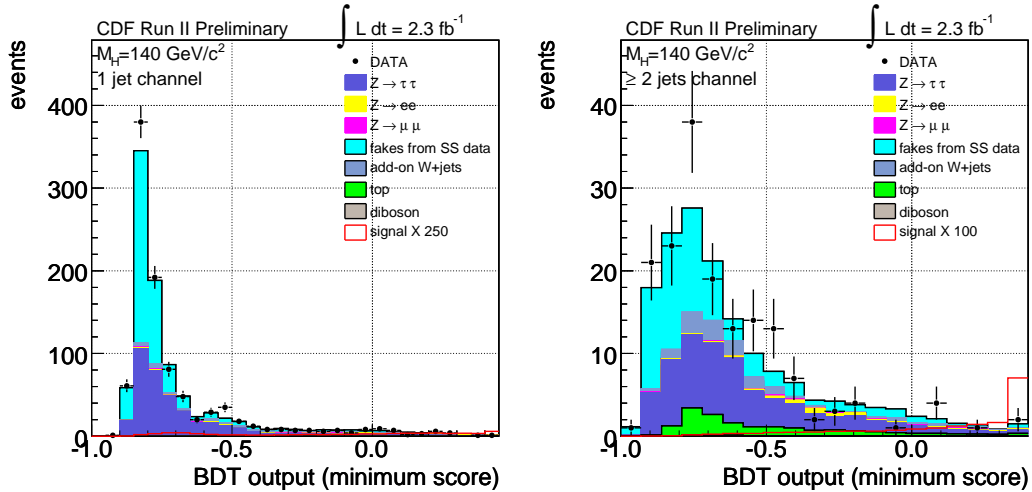 CDF Run II Preliminary
∫ L dt = 2.3 fb⁻¹
M_H=140 GeV/c²
1 jet channel
DATA
Z → τ τ
Z → ee
Z → μ μ
fakes from SS data
add-on W+jets
top
diboson
signal X 250
events
400
300
200
100
0
-1.0
-0.5
0.0
BDT output (minimum score)
CDF Run II Preliminary
∫ L dt = 2.3 fb⁻¹
M_H=140 GeV/c²
≥ 2 jets channel
DATA
Z → τ τ
Z → ee
Z → μ μ
fakes from SS data
add-on W+jets
top
diboson
signal X 100
events
40
30
20
10
0
-1.0
-0.5
0.0
BDT output (minimum score)